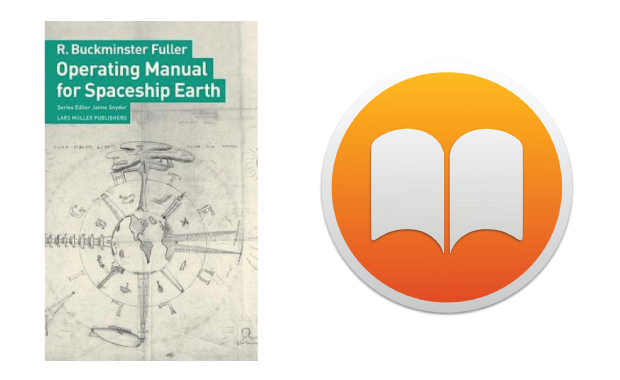 R. Buckminster Fuller
Operating Manual
for Spaceship Earth
Series Editor Jaime Snyder
LARS MÜLLER PUBLISHERS